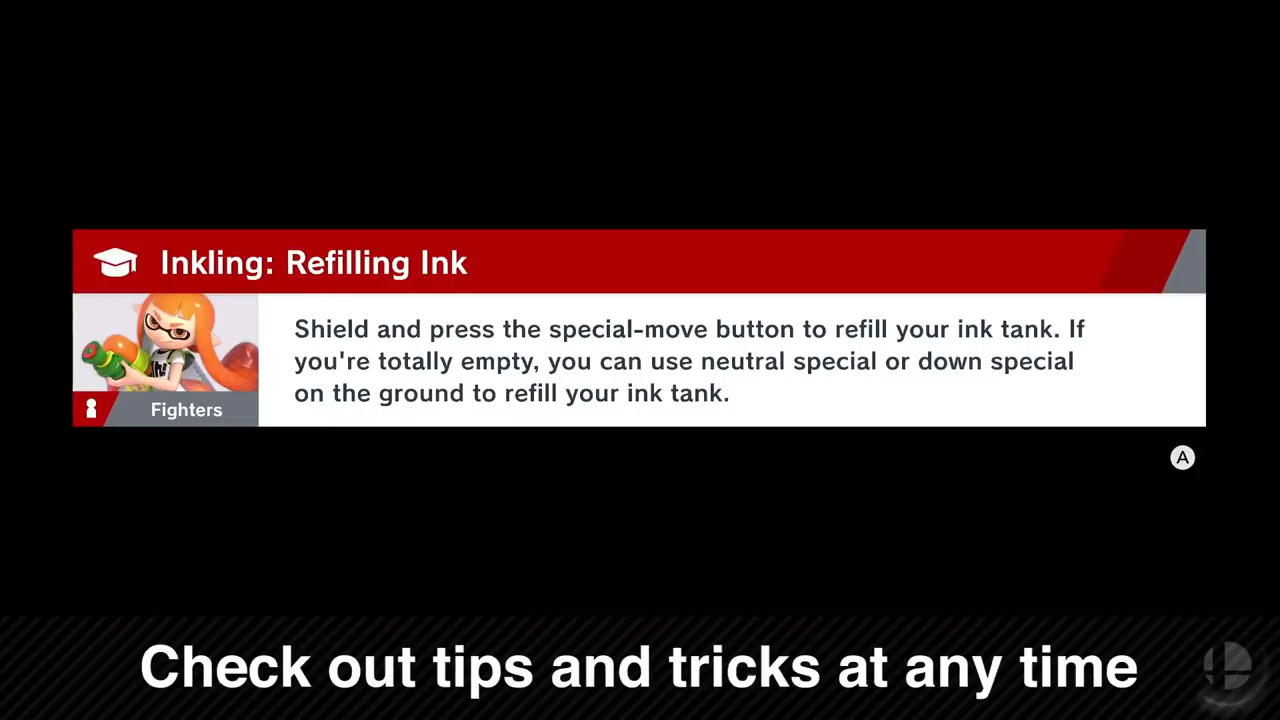 Inkling: Refilling Ink
Shield and press the special-move button to refill your ink tank. If
you're totally empty, you can use neutral special or down special
on the ground to refill your ink tank.
Fighters
A
Check out tips and tricks at any time